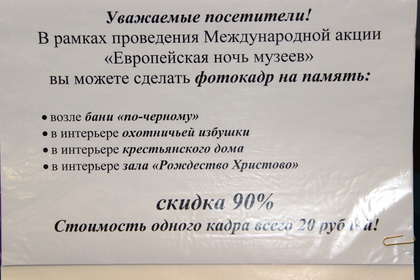 Уважаемые посетители!
В рамках проведения Международной акции
«Европейская ночь музеев»
вы можете сделать фотокадр на память:
• возле бани «по-черному»
• в интерьере охотничьей избушки
• в интерьере крестьянского дома
• в интерьере зала «Рождество Христово»
скидка 90%
Стоимость одного кадра всего 20 рублей!